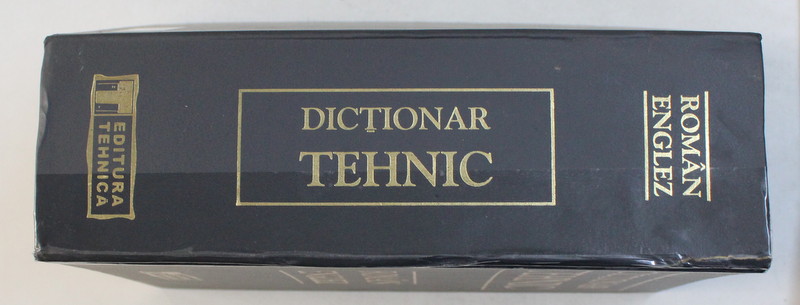 EDITURA
TEHNICA
DICȚIONAR
TEHNIC
ROMÂN
ENGLEZ